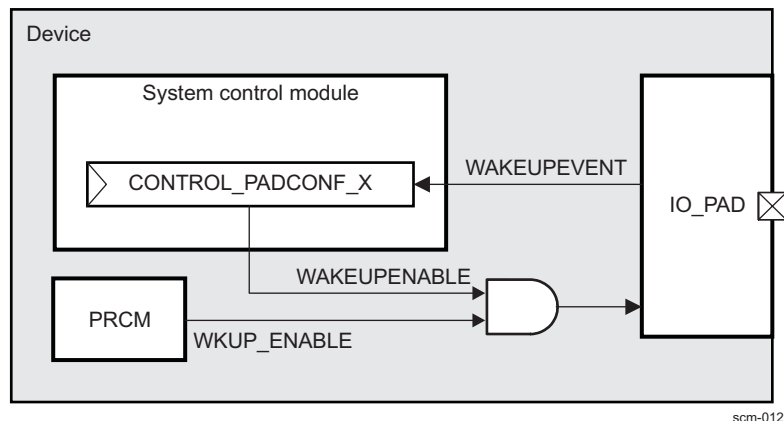 Device
System control module
CONTROL_PADCONF_X
WAKEUPEVENT
IO_PAD
WAKEUPENABLE
PRCM
WKUP_ENABLE
scm-012